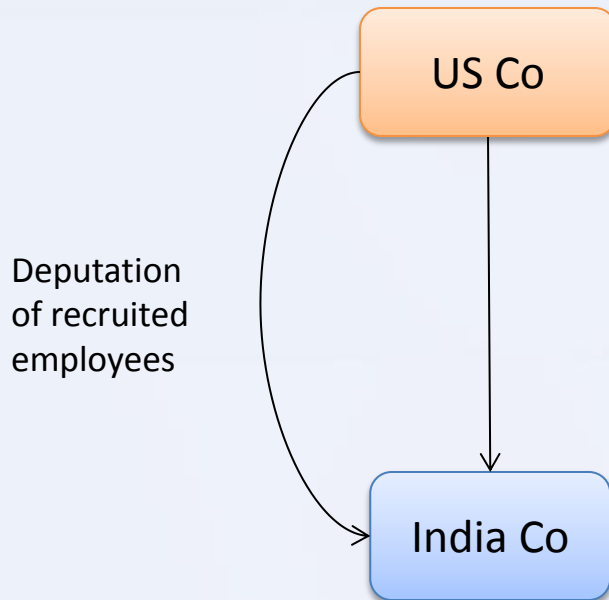 US Co
Deputation
of recruited
employees
India Co